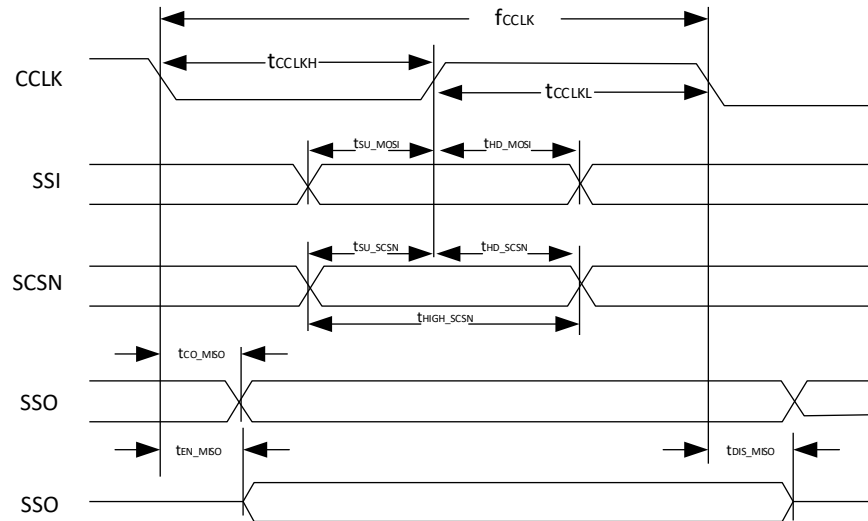 fCCLK
CCLK
tCCLKH
tCCLKL
tSU_MOSI
tHD_MOSI
SSI
tSU_SCSN
tHD_SCSN
SCSN
tHIGH_SCSN
tCO_MISO
SSO
tEN_MISO
tDIS_MISO
SSO